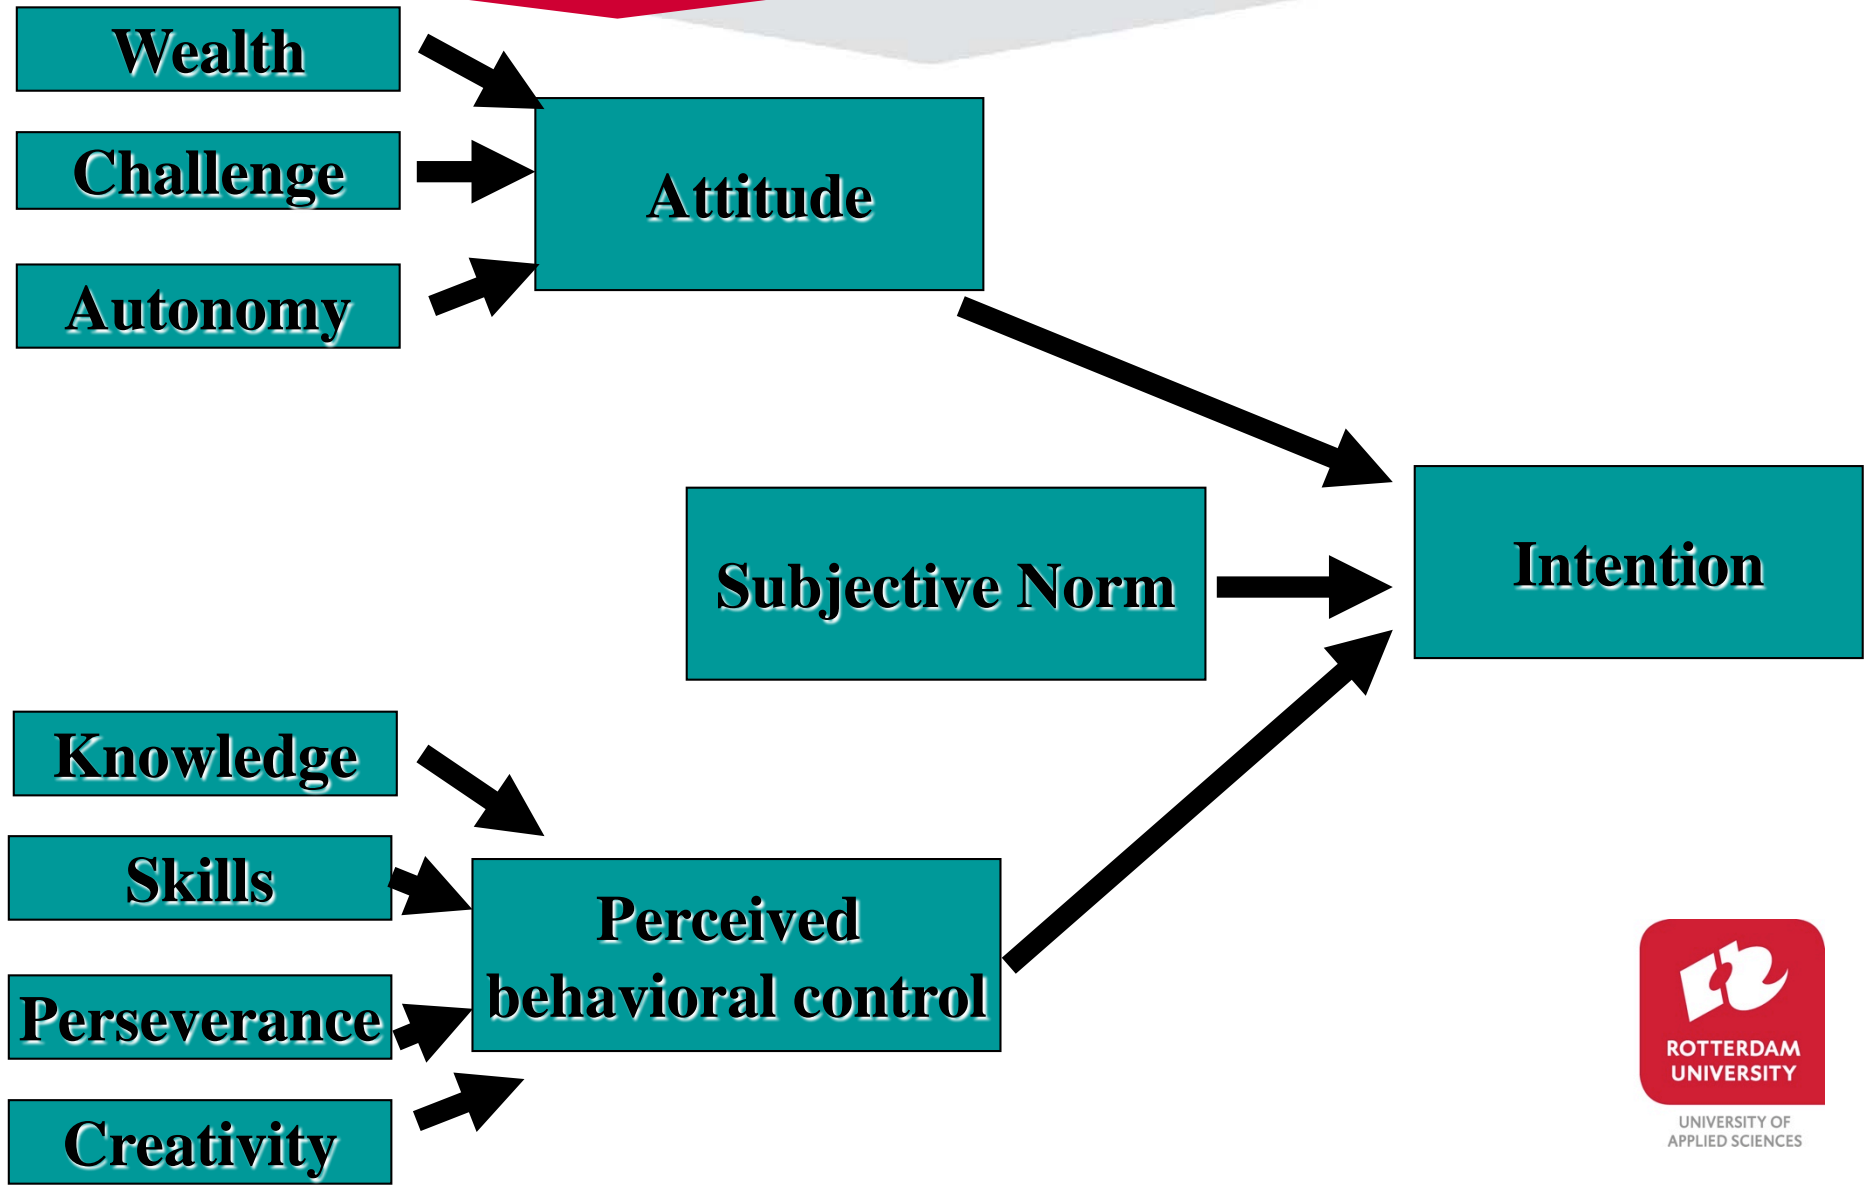 Wealth
Challenge
Autonomy
Attitude
Subjective Norm
Intention
Knowledge
Skills
Perseverance
Creativity
Perceived
behavioral control
ROTTERDAM
UNIVERSITY
UNIVERSITY OF
APPLIED SCIENCES